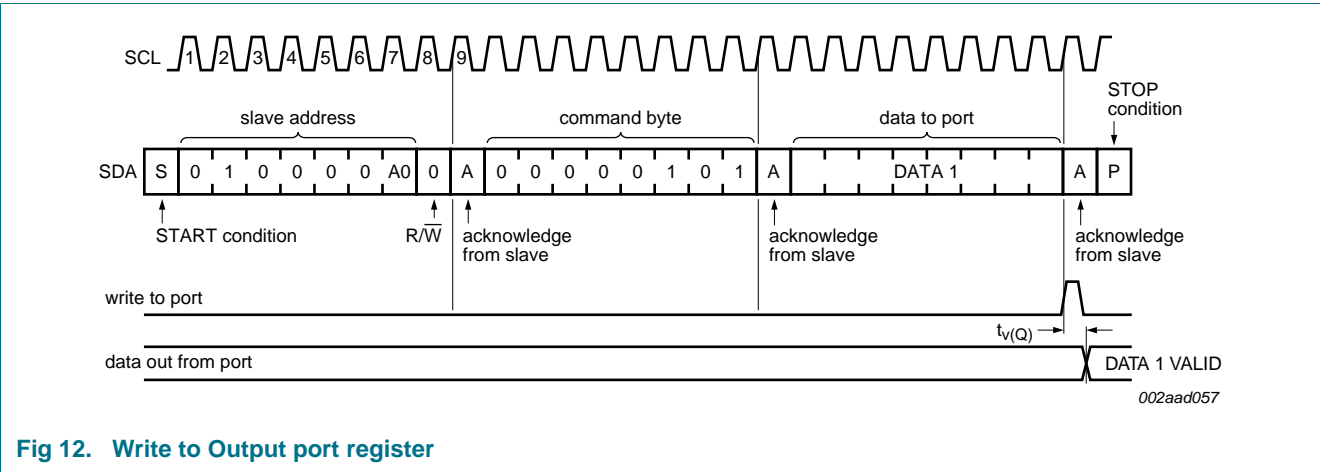 SCL 1 2 3 4 5 6 7 8 9
STOP
condition
slave address command byte data to port
SDA S 0 1 0 0 0 0 A0 0 A 0 0 0 0 0 1 0 1 A DATA 1 A P
START condition R/W̅ acknowledge
from slave acknowledge
from slave acknowledge
from slave
write to port
tv(Q)
data out from port DATA 1 VALID
002aad057
Fig 12. Write to Output port register